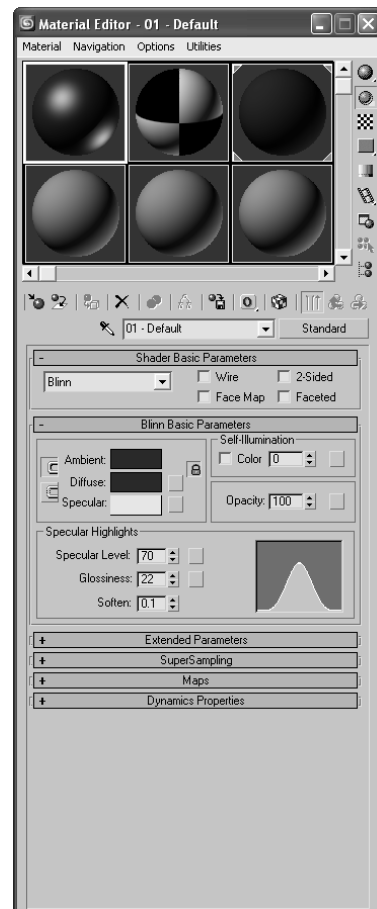 Material Editor - 01 - Default
Material Navigation Options Utilities
01 - Default Standard
- Shader Basic Parameters
Blinn Wire 2-Sided
Face Map Faceted
- Blinn Basic Parameters
Self-Illumination
Ambient: Color 0
Diffuse:
Specular: Opacity: 100
Specular Highlights
Specular Level: 70
Glossiness: 22
Soften: 0.1
+ Extended Parameters
+ SuperSampling
+ Maps
+ Dynamics Properties